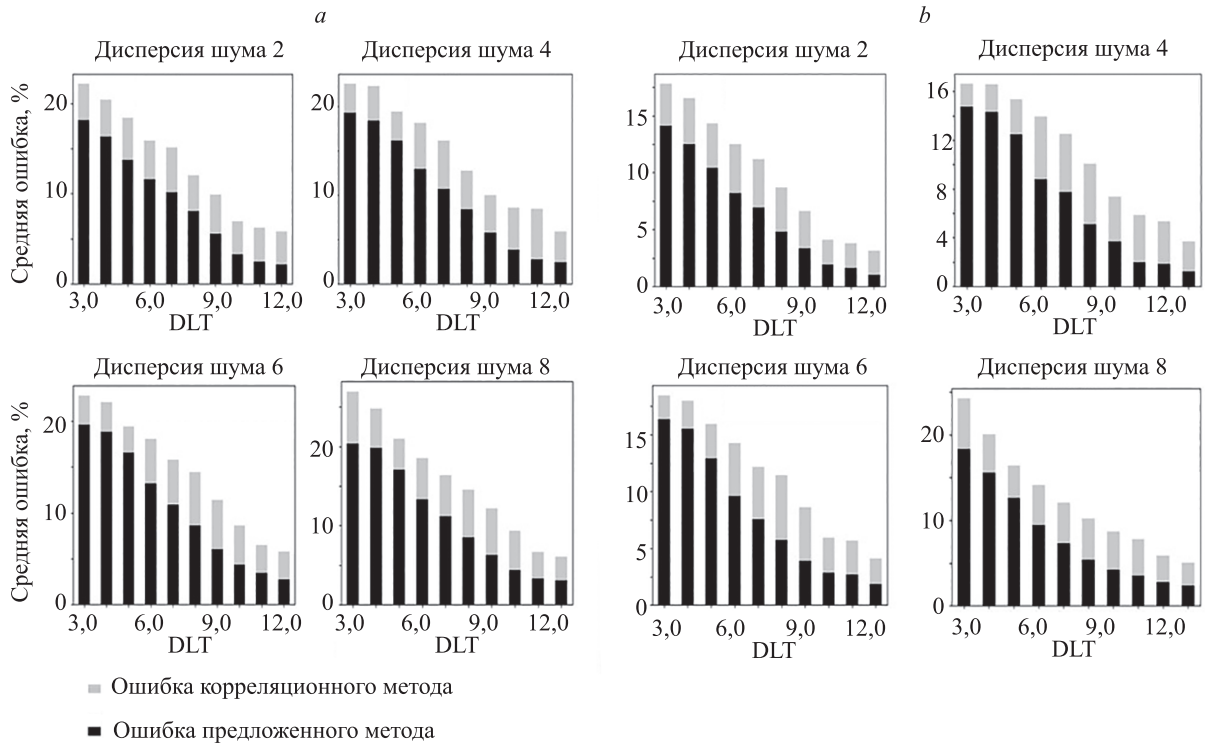 a
b
Дисперсия шума 2
Дисперсия шума 4
Дисперсия шума 2
Дисперсия шума 4
Средняя ошибка, %
20
10
0
3,0 6,0 9,0 12,0
DLT
20
10
0
3,0 6,0 9,0 12,0
DLT
15
10
5
0
3,0 6,0 9,0 12,0
DLT
16
12
8
4
0
3,0 6,0 9,0 12,0
DLT
Дисперсия шума 6
Дисперсия шума 8
Дисперсия шума 6
Дисперсия шума 8
Средняя ошибка, %
20
10
0
3,0 6,0 9,0 12,0
DLT
20
10
0
3,0 6,0 9,0 12,0
DLT
15
10
5
0
3,0 6,0 9,0 12,0
DLT
20
10
0
3,0 6,0 9,0 12,0
DLT
Ошибка корреляционного метода
Ошибка предложенного метода